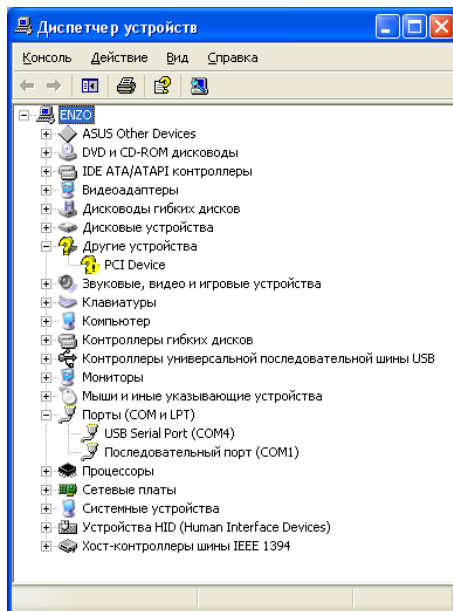 Диспетчер устройств
Консоль Действие Вид Справка
ENZO
ASUS Other Devices
DVD и CD-ROM дисководы
IDE ATA/ATAPI контроллеры
Видеоадаптеры
Дисководы гибких дисков
Дисковые устройства
Другие устройства
PCI Device
Звуковые, видео и игровые устройства
Клавиатуры
Компьютер
Контроллеры гибких дисков
Контроллеры универсальной последовательной шины USB
Мониторы
Мыши и иные указывающие устройства
Порты (COM и LPT)
USB Serial Port (COM4)
Последовательный порт (COM1)
Процессоры
Сетевые платы
Системные устройства
Устройства HID (Human Interface Devices)
Хост-контроллеры шины IEEE 1394